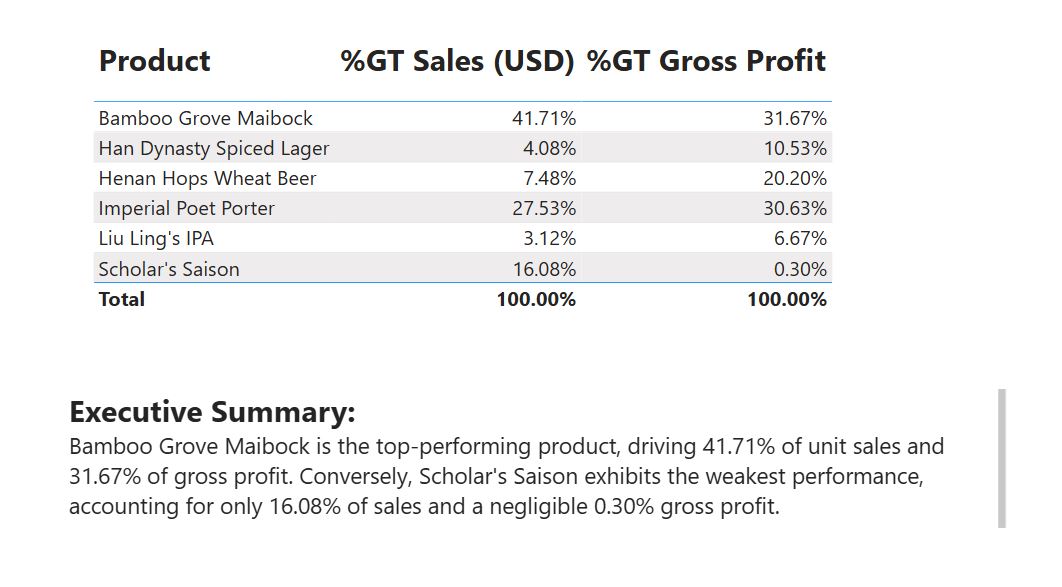 Product %GT Sales (USD) %GT Gross Profit
Bamboo Grove Maibock 41.71% 31.67%
Han Dynasty Spiced Lager 4.08% 10.53%
Henan Hops Wheat Beer 7.48% 20.20%
Imperial Poet Porter 27.53% 30.63%
Liu Ling's IPA 3.12% 6.67%
Scholar's Saison 16.08% 0.30%
Total 100.00% 100.00%
Executive Summary:
Bamboo Grove Maibock is the top-performing product, driving 41.71% of unit sales and
31.67% of gross profit. Conversely, Scholar's Saison exhibits the weakest performance,
accounting for only 16.08% of sales and a negligible 0.30% gross profit.